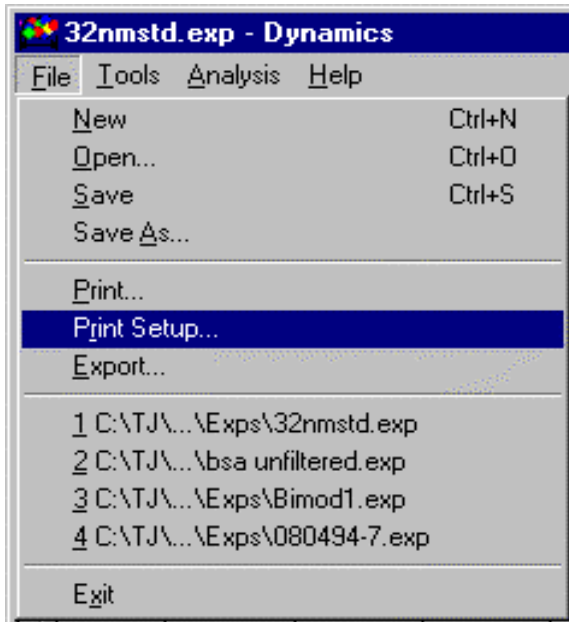 32nmstd.exp - Dynamics
File Tools Analysis Help
New Ctrl+N
Open... Ctrl+O
Save Ctrl+S
Save As...
Print...
Print Setup...
Export...
1 C:\TJ\...\Exps\32nmstd.exp
2 C:\TJ\...\bsa unfiltered.exp
3 C:\TJ\...\Exps\Bimod1.exp
4 C:\TJ\...\Exps\080494-7.exp
Exit